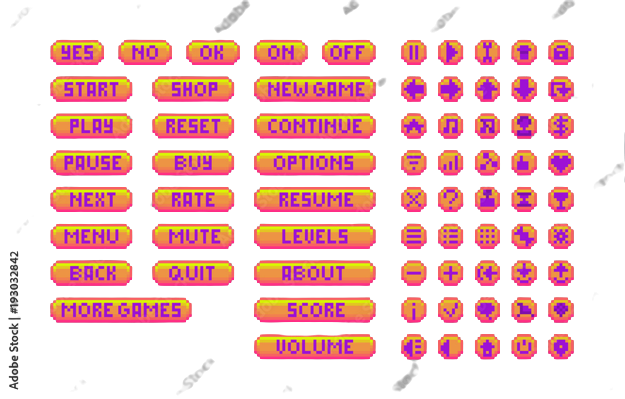 YES NO OK ON OFF
START SHOP NEW GAME
PLAY RESET CONTINUE
PAUSE BUY OPTIONS
NEXT RATE RESUME
MENU MUTE LEVELS
BACK QUIT ABOUT
MORE GAMES SCORE
VOLUME
Adobe Stock | #193032842